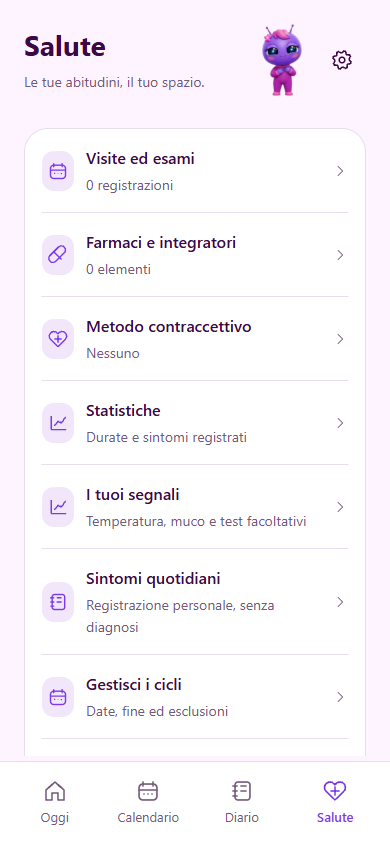 Salute
Le tue abitudini, il tuo spazio.
Visite ed esami
0 registrazioni
Farmaci e integratori
0 elementi
Metodo contraccettivo
Nessuno
Statistiche
Durate e sintomi registrati
I tuoi segnali
Temperatura, muco e test facoltativi
Sintomi quotidiani
Registrazione personale, senza
diagnosi
Gestisci i cicli
Date, fine ed esclusioni
Oggi
Calendario
Diario
Salute